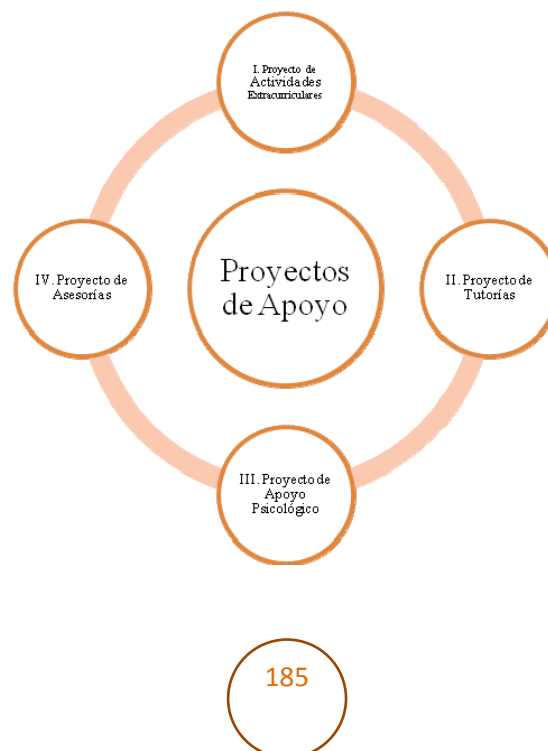 I. Proyecto de
Actividades
Extracurriculares
Proyectos
de Apoyo
II. Proyecto de
Tutorías
III. Proyecto de
Apoyo
Psicológico
IV. Proyecto de
Asesorías
185